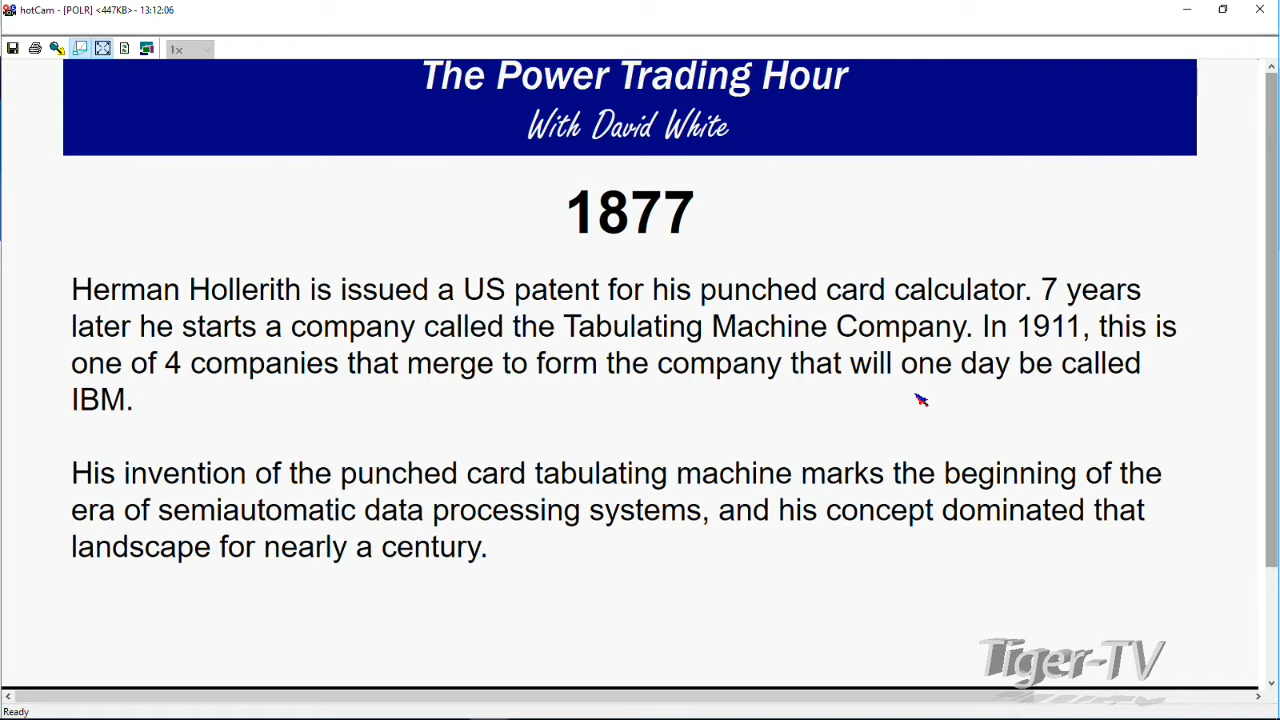 hotCam - [POLR] <447KB> - 13:12:06
1x
The Power Trading Hour
With David White
1877
Herman Hollerith is issued a US patent for his punched card calculator. 7 years
later he starts a company called the Tabulating Machine Company. In 1911, this is
one of 4 companies that merge to form the company that will one day be called
IBM.
His invention of the punched card tabulating machine marks the beginning of the
era of semiautomatic data processing systems, and his concept dominated that
landscape for nearly a century.
Tiger-TV
Ready